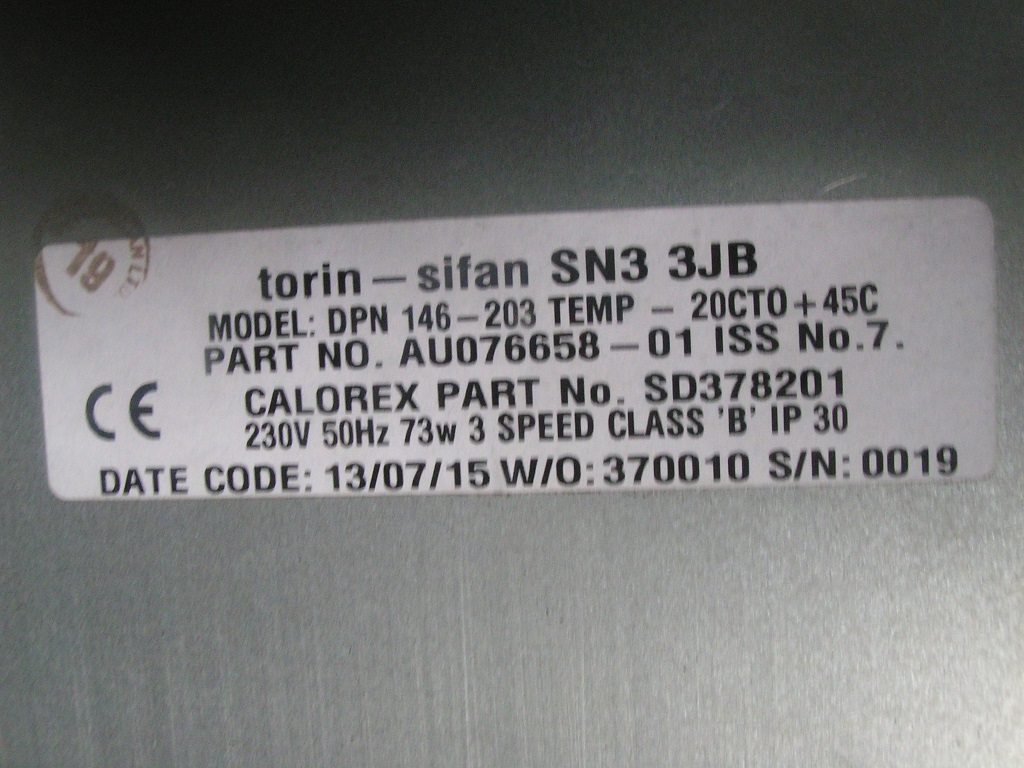 torin-sifan SN3 3JB
MODEL: DPN 146-203 TEMP - 20CTO+45C
PART NO. AU076658-01 ISS No.7.
CE
CALOREX PART No. SD378201
230V 50Hz 73w 3 SPEED CLASS 'B' IP 30
DATE CODE: 13/07/15 W/O: 370010 S/N: 0019
19